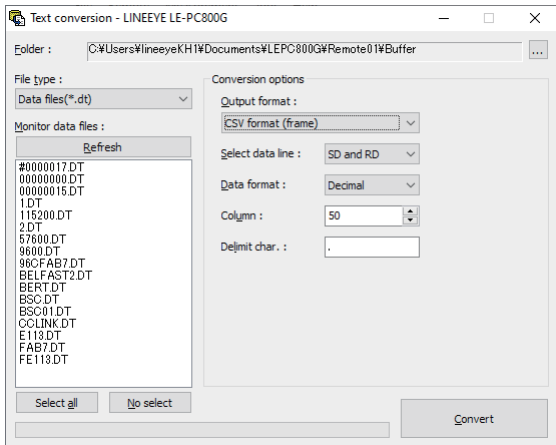 Text conversion - LINEEYE LE-PC800G
Folder : C:¥Users¥lineeyeKH1¥Documents¥LEPC800G¥Remote01¥Buffer ...
File type :
Data files(*.dt)
Monitor data files :
Refresh
#0000017.DT
00000000.DT
00000015.DT
1.DT
115200.DT
2.DT
57600.DT
9600.DT
96CFAB7.DT
BELFAST2.DT
BERT.DT
BSC.DT
BSC01.DT
CCLINK.DT
E113.DT
FAB7.DT
FE113.DT
Select all No select
Conversion options
Output format :
CSV format (frame)
Select data line : SD and RD
Data format : Decimal
Column : 50
Delimit char. : ,
Convert